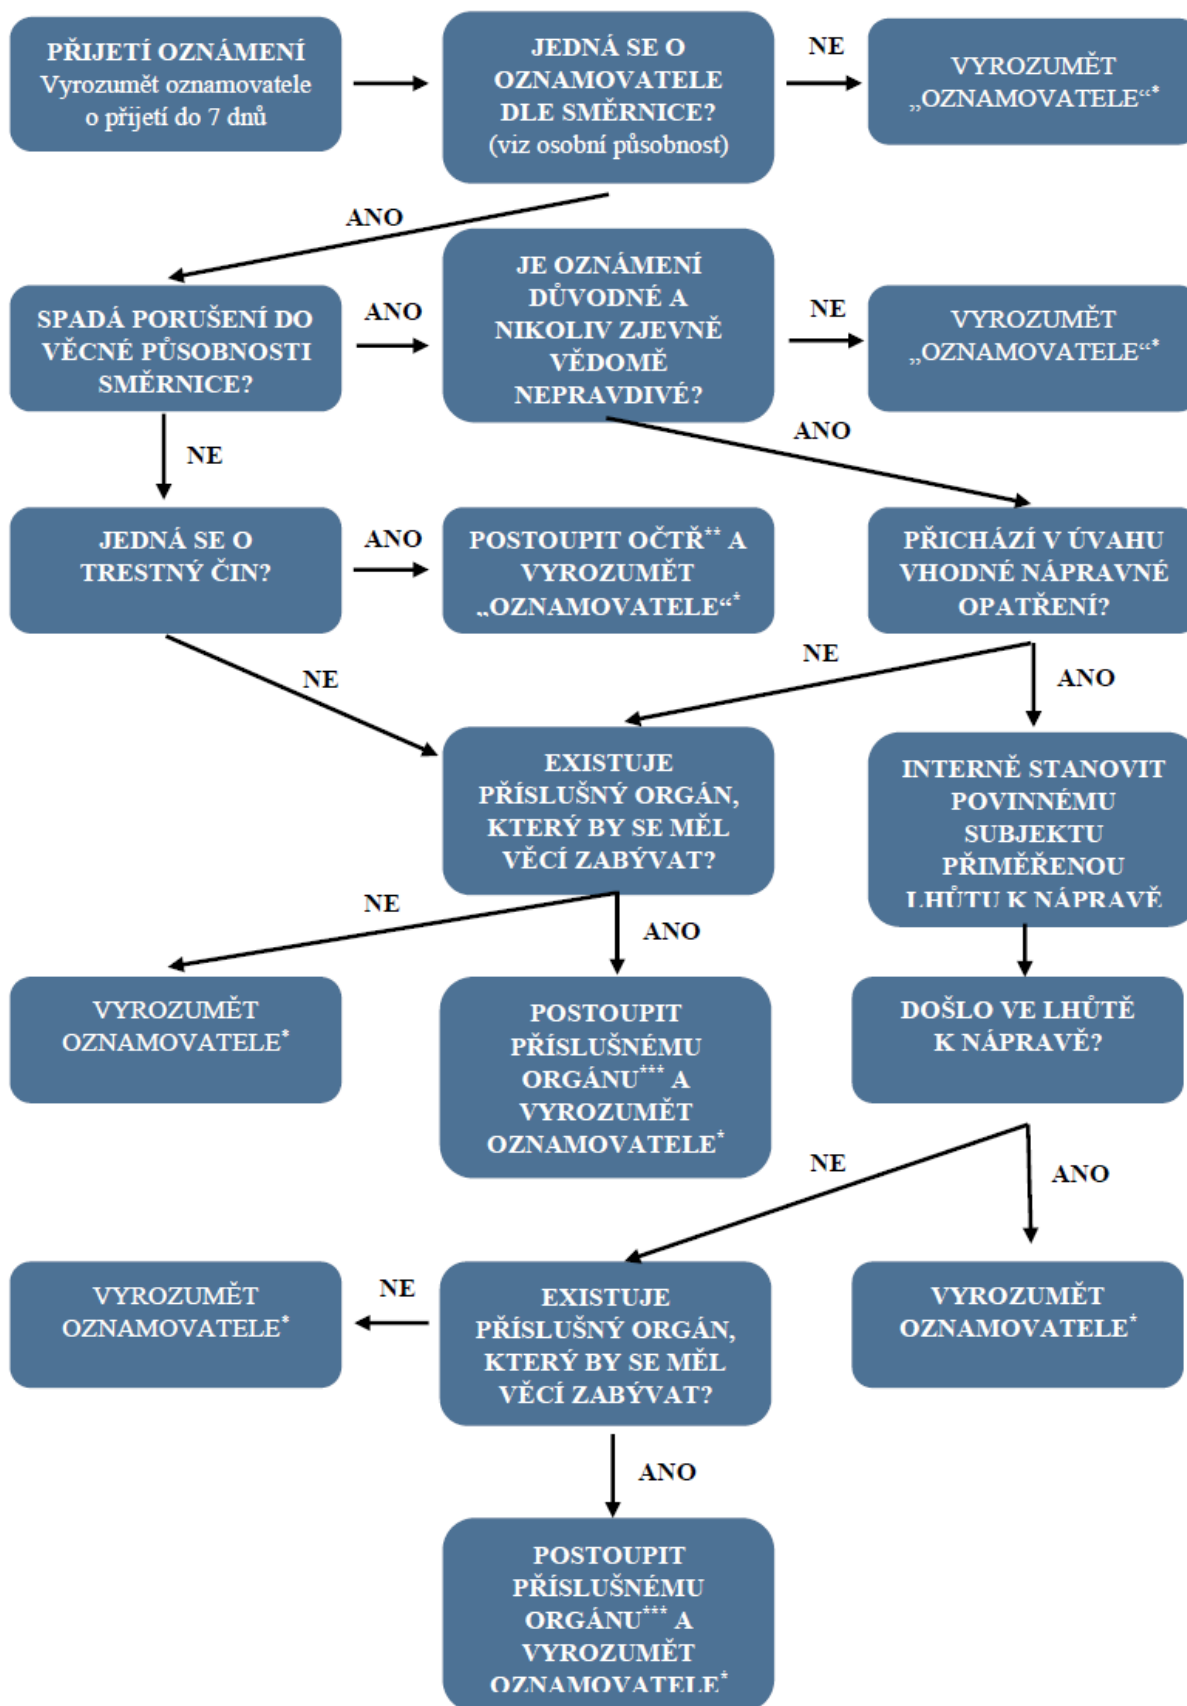 PŘIJETÍ OZNÁMENÍ
Vyrozumět oznamovatele
o přijetí do 7 dnů
JEDNÁ SE O
OZNAMOVATELE
DLE SMĚRNICE?
(viz osobní působnost)
NE
VYROZUMĚT
„OZNAMOVATELE“*
ANO
SPADÁ PORUŠENÍ DO
VĚCNÉ PŮSOBNOSTI
SMĚRNICE?
ANO
JE OZNÁMENÍ
DŮVODNÉ A
NIKOLIV ZJEVNĚ
VĚDOMĚ
NEPRAVDIVÉ?
NE
VYROZUMĚT
„OZNAMOVATELE“*
NE
ANO
JEDNÁ SE O
TRESTNÝ ČIN?
ANO
POSTOUPIT OČTŘ** A
VYROZUMĚT
„OZNAMOVATELE“*
PŘICHÁZÍ V ÚVAHU
VHODNÉ NÁPRAVNÉ
OPATŘENÍ?
NE
NE
ANO
EXISTUJE
PŘÍSLUŠNÝ ORGÁN,
KTERÝ BY SE MĚL
VĚCÍ ZABÝVAT?
INTERNĚ STANOVIT
POVINNÉMU
SUBJEKTU
PŘIMĚŘENOU
LHŮTU K NÁPRAVĚ
NE
ANO
VYROZUMĚT
OZNAMOVATELE*
POSTOUPIT
PŘÍSLUŠNÉMU
ORGÁNU*** A
VYROZUMĚT
OZNAMOVATELE*
DOŠLO VE LHŮTĚ
K NÁPRAVĚ?
NE
ANO
VYROZUMĚT
OZNAMOVATELE*
NE
EXISTUJE
PŘÍSLUŠNÝ ORGÁN,
KTERÝ BY SE MĚL
VĚCÍ ZABÝVAT?
VYROZUMĚT
OZNAMOVATELE*
ANO
POSTOUPIT
PŘÍSLUŠNÉMU
ORGÁNU*** A
VYROZUMĚT
OZNAMOVATELE*